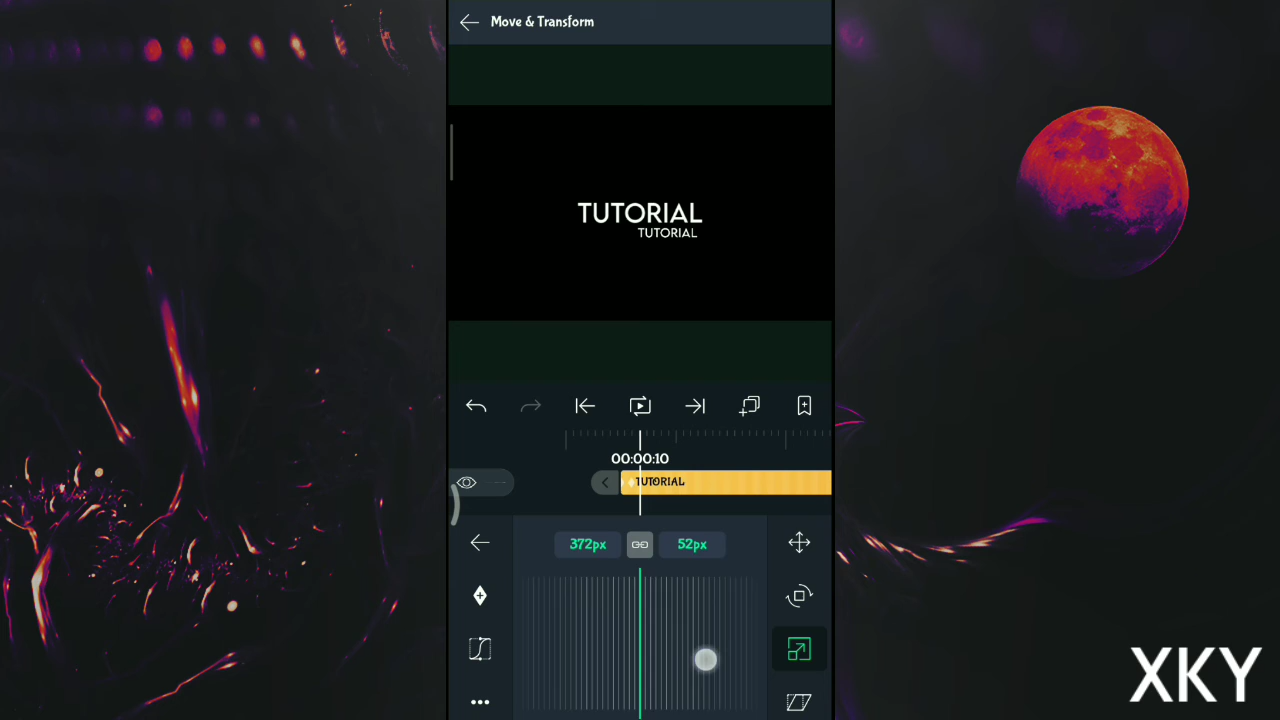 Move & Transform
TUTORIAL
TUTORIAL
00:00:10
TUTORIAL
372px
52px
XKY